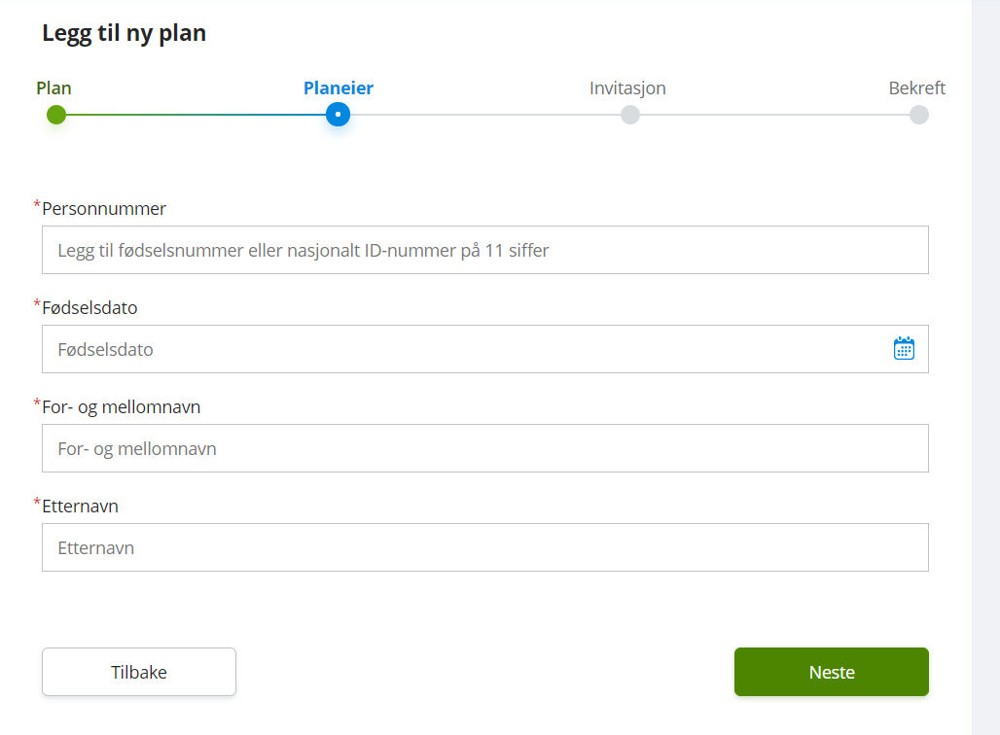 Legg til ny plan
Plan Planeier Invitasjon Bekreft
*Personnummer
Legg til fødselsnummer eller nasjonalt ID-nummer på 11 siffer
*Fødselsdato
Fødselsdato
*For- og mellomnavn
For- og mellomnavn
*Etternavn
Etternavn
Tilbake Neste